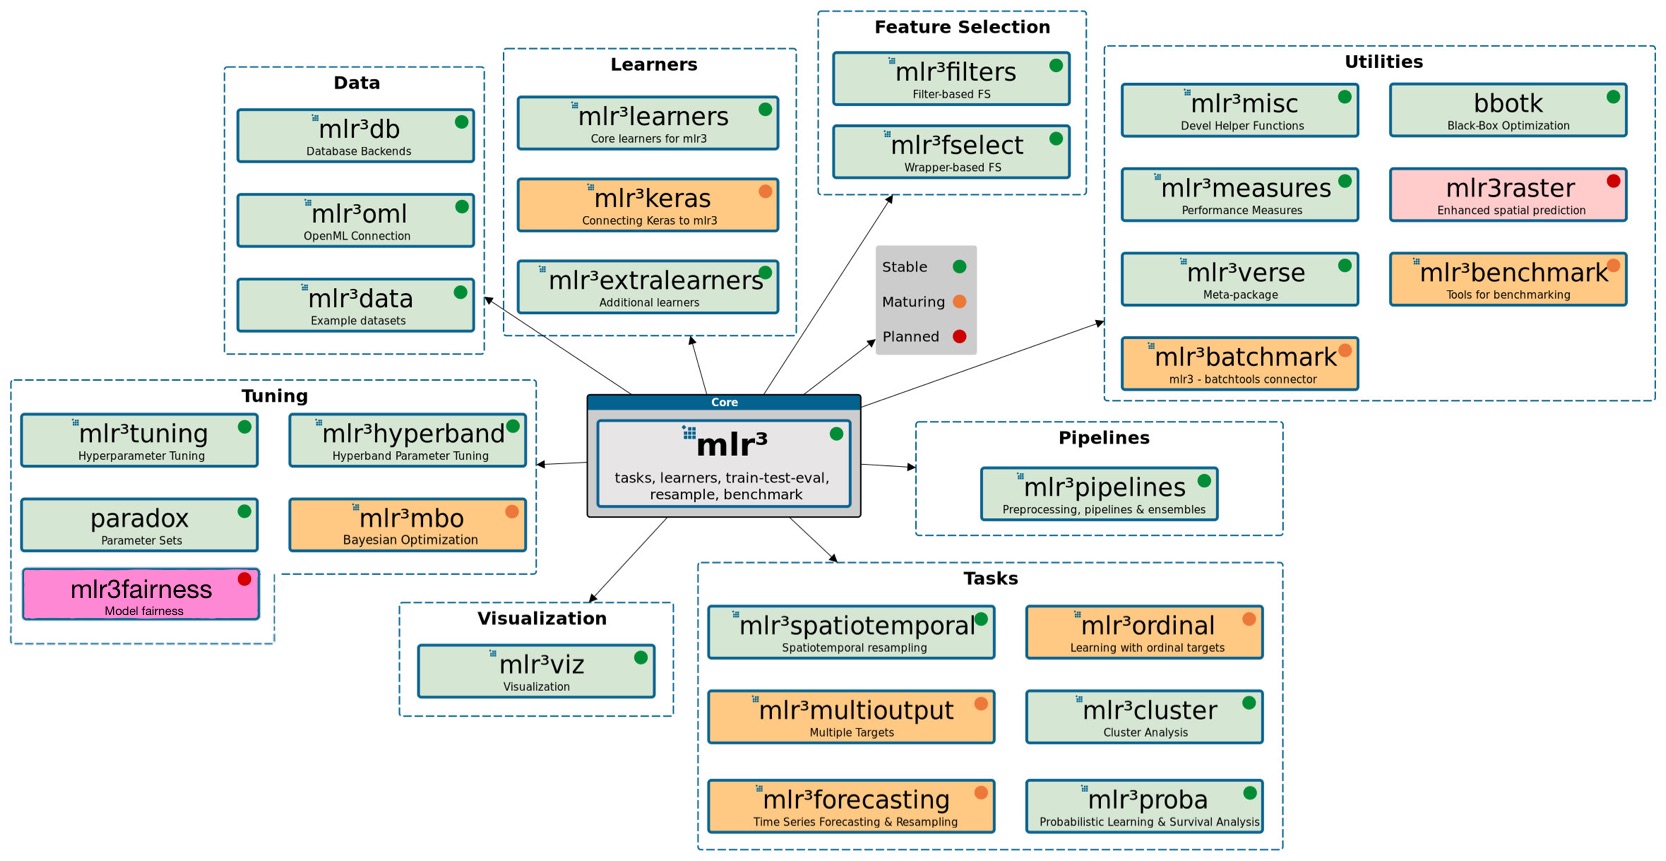 Data
mlr³db
Database Backends
mlr³oml
OpenML Connection
mlr³data
Example datasets
Learners
mlr³learners
Core learners for mlr3
mlr³keras
Connecting Keras to mlr3
mlr³extralearners
Additional learners
Feature Selection
mlr³filters
Filter-based FS
mlr³fselect
Wrapper-based FS
Utilities
mlr³misc
Devel Helper Functions
bbotk
Black-Box Optimization
mlr³measures
Performance Measures
mlr3raster
Enhanced spatial prediction
mlr³verse
Meta-package
mlr³benchmark
Tools for benchmarking
mlr³batchmark
mlr3 - batchtools connector
Stable
Maturing
Planned
Tuning
mlr³tuning
Hyperparameter Tuning
mlr³hyperband
Hyperband Parameter Tuning
paradox
Parameter Sets
mlr³mbo
Bayesian Optimization
mlr3fairness
Model fairness
Core
mlr³
tasks, learners, train-test-eval,
resample, benchmark
Pipelines
mlr³pipelines
Preprocessing, pipelines & ensembles
Visualization
mlr³viz
Visualization
Tasks
mlr³spatiotemporal
Spatiotemporal resampling
mlr³ordinal
Learning with ordinal targets
mlr³multioutput
Multiple Targets
mlr³cluster
Cluster Analysis
mlr³forecasting
Time Series Forecasting & Resampling
mlr³proba
Probabilistic Learning & Survival Analysis